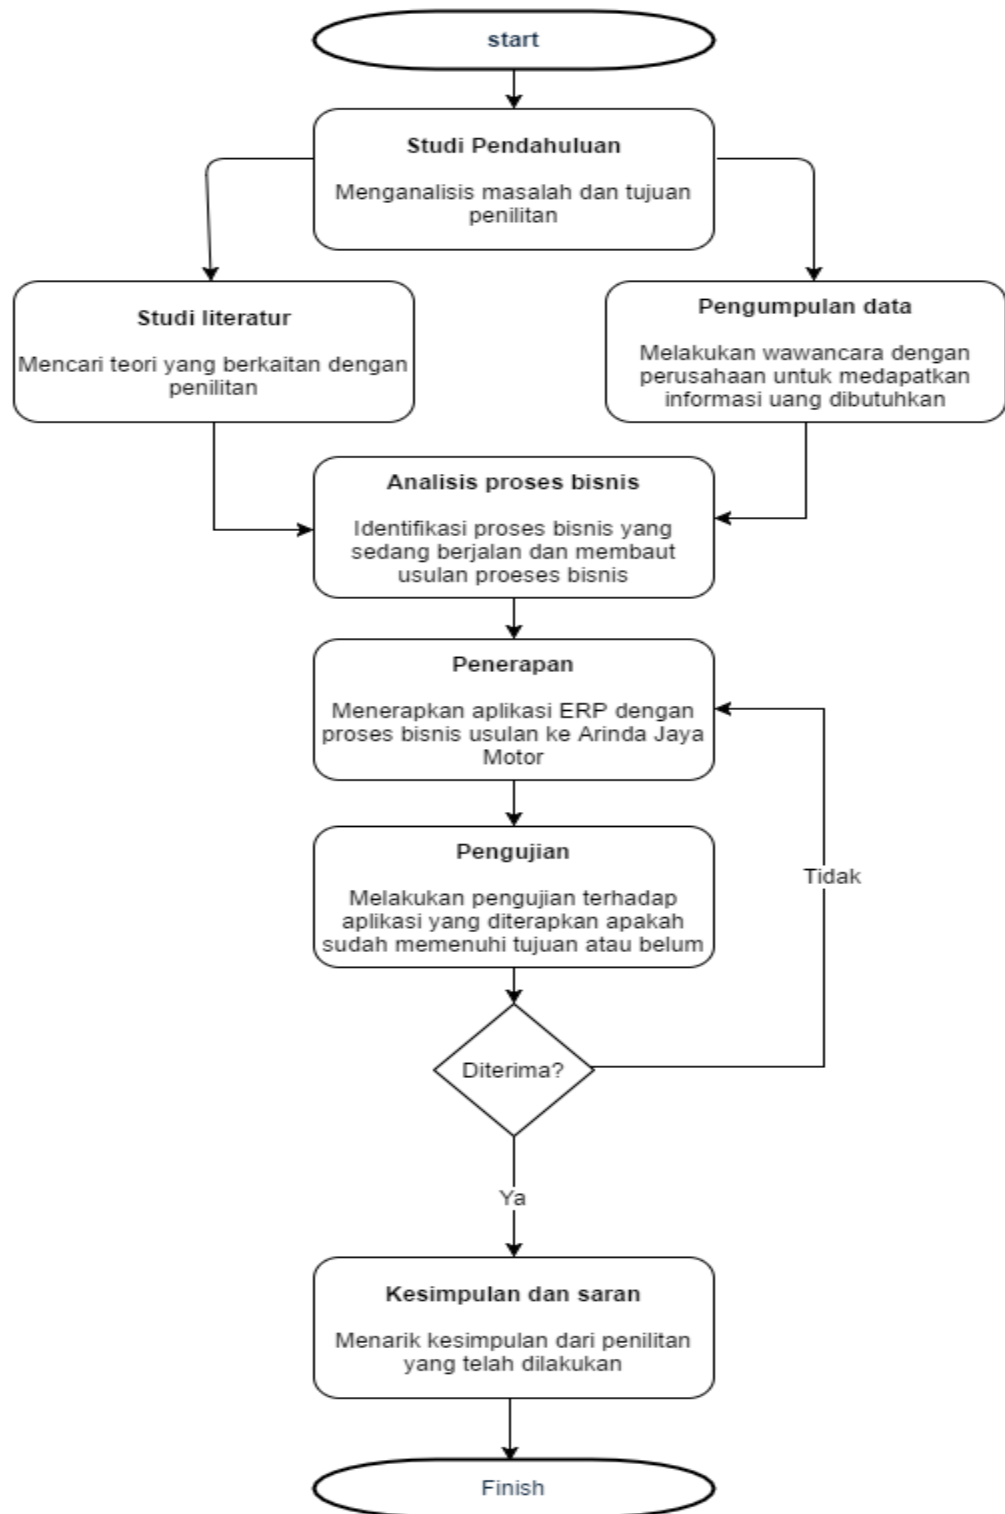 start
Studi Pendahuluan
Menganalisis masalah dan tujuan
penilitan
Studi literatur
Mencari teori yang berkaitan dengan
penilitan
Pengumpulan data
Melakukan wawancara dengan
perusahaan untuk medapatkan
informasi uang dibutuhkan
Analisis proses bisnis
Identifikasi proses bisnis yang
sedang berjalan dan membaut
usulan proeses bisnis
Penerapan
Menerapkan aplikasi ERP dengan
proses bisnis usulan ke Arinda Jaya
Motor
Pengujian
Melakukan pengujian terhadap
aplikasi yang diterapkan apakah
sudah memenuhi tujuan atau belum
Tidak
Diterima?
Ya
Kesimpulan dan saran
Menarik kesimpulan dari penilitan
yang telah dilakukan
Finish